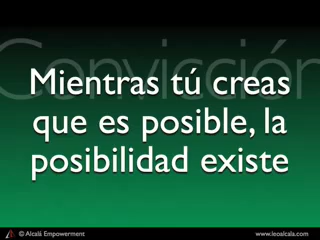 Convicción
Mientras tú creas
que es posible, la
posibilidad existe
© Alcalá Empowerment
www.leoalcala.com